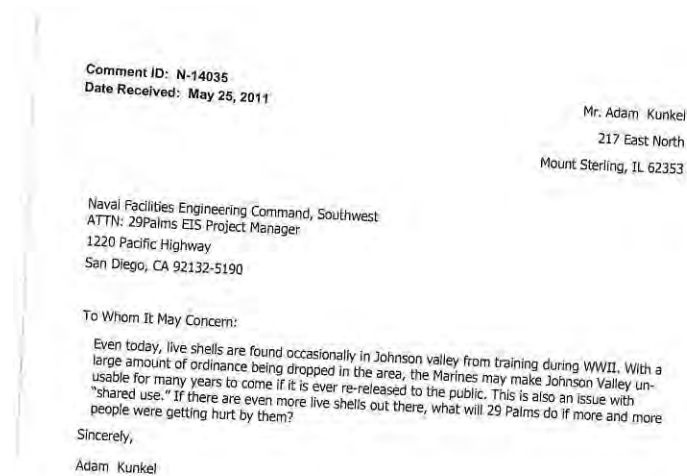 Comment ID: N-14035
Date Received: May 25, 2011
Mr. Adam Kunkel
217 East North
Mount Sterling, IL 62353
Naval Facilities Engineering Command, Southwest
ATTN: 29Palms EIS Project Manager
1220 Pacific Highway
San Diego, CA 92132-5190
To Whom It May Concern:
Even today, live shells are found occasionally in Johnson valley from training during WWII. With a
large amount of ordinance being dropped in the area, the Marines may make Johnson Valley un-
usable for many years to come if it is ever re-released to the public. This is also an issue with
"shared use." If there are even more live shells out there, what will 29 Palms do if more and more
people were getting hurt by them?
Sincerely,
Adam Kunkel